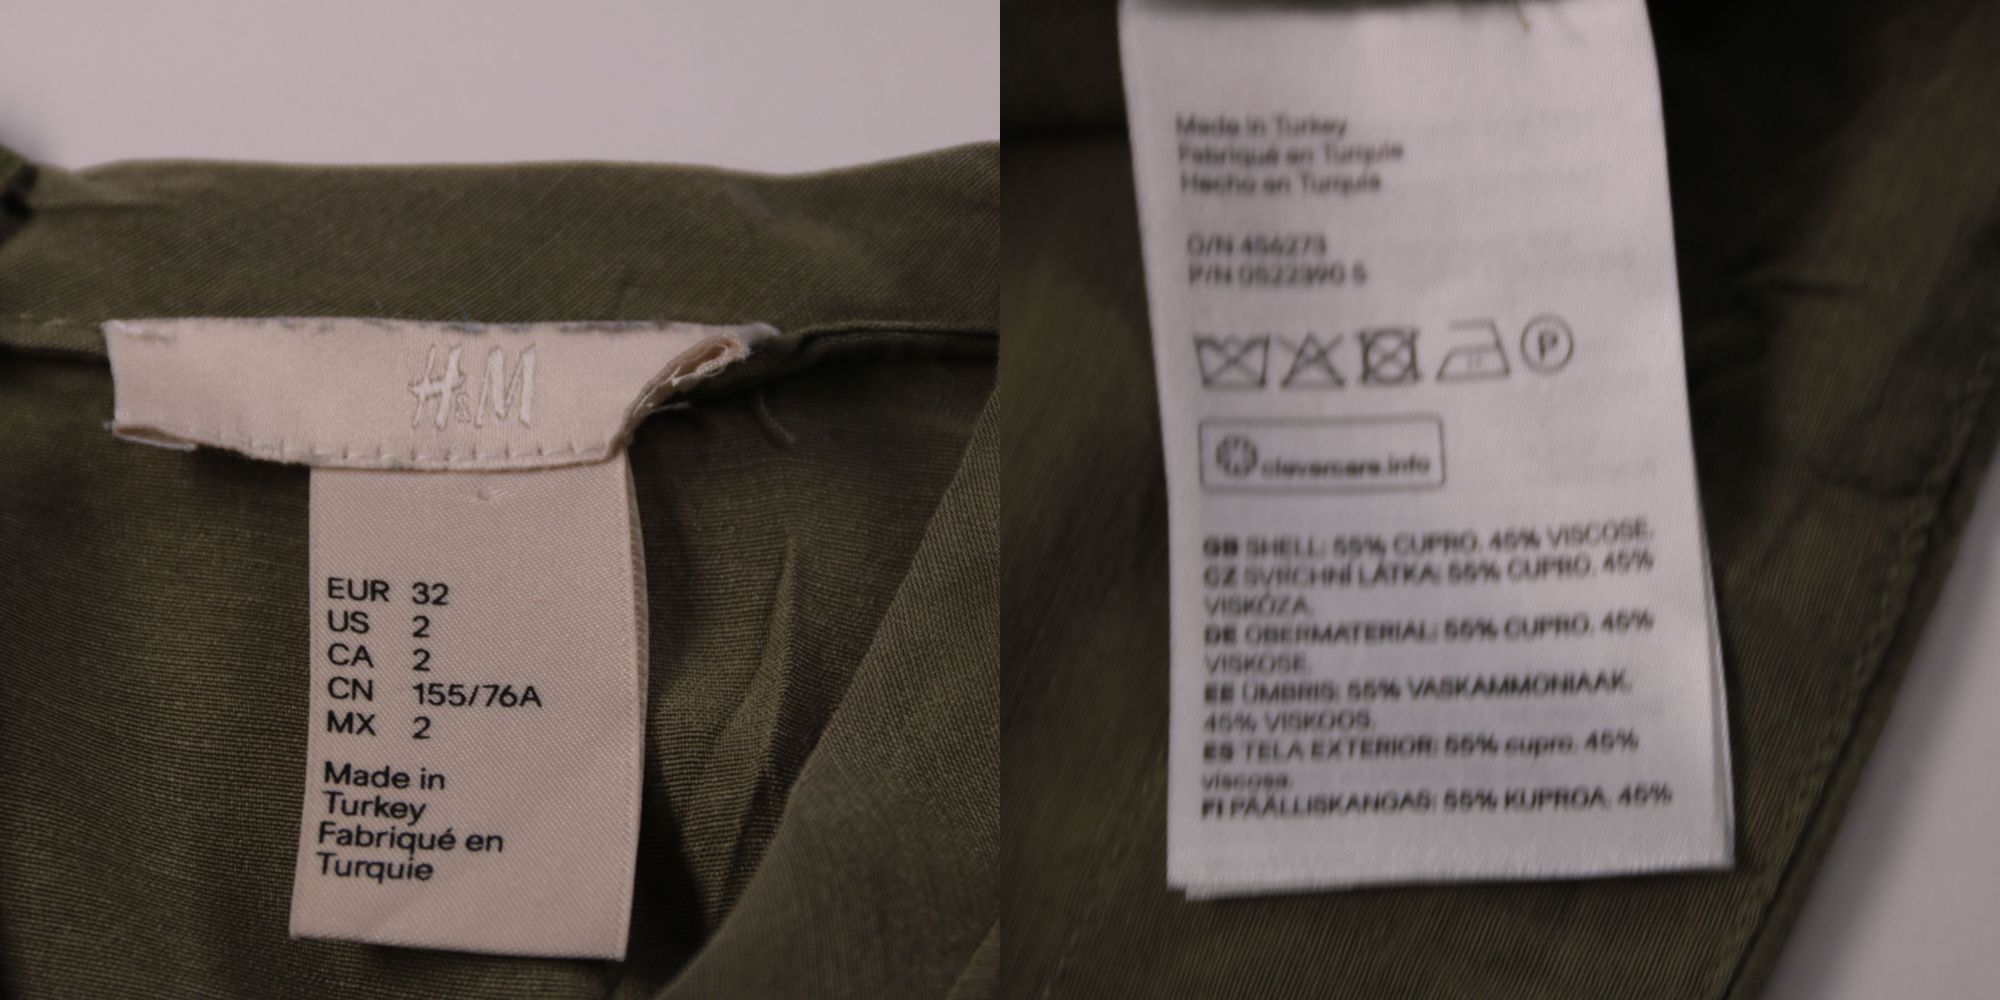 H&M
EUR 32
US 2
CA 2
CN 155/76A
MX 2
Made in
Turkey
Fabriqué en
Turquie
Made in Turkey
Fabriqué en Turquie
Hecho en Turquía
O/N 456273
P/N 0522390 5
P
clevercare.info
GB SHELL: 55% CUPRO. 45% VISCOSE.
CZ SVRCHNÍ LÁTKA: 55% CUPRO. 45%
VISKÓZA.
DE OBERMATERIAL: 55% CUPRO. 45%
VISKOSE.
EE ÜMBRIS: 55% VASKAMMONIAAK.
45% VISKOOS.
ES TELA EXTERIOR: 55% cupro. 45%
viscosa.
FI PÄÄLLISKANGAS: 55% KUPROA. 45%